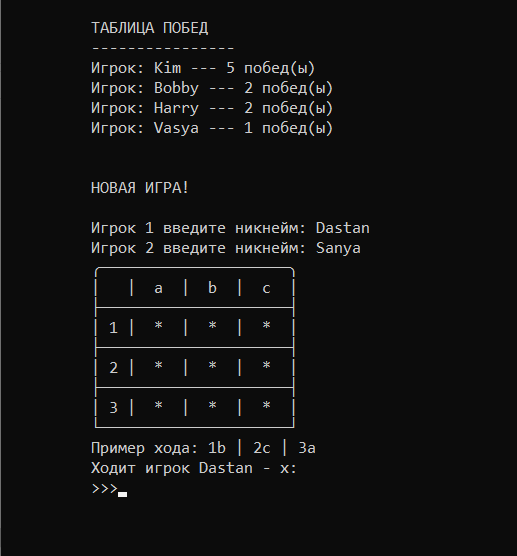 ТАБЛИЦА ПОБЕД
----------------
Игрок: Kim --- 5 побед(ы)
Игрок: Bobby --- 2 побед(ы)
Игрок: Harry --- 2 побед(ы)
Игрок: Vasya --- 1 побед(ы)
НОВАЯ ИГРА!
Игрок 1 введите никнейм: Dastan
Игрок 2 введите никнейм: Sanya
| | a | b | c |
| 1 | * | * | * |
| 2 | * | * | * |
| 3 | * | * | * |
Пример хода: 1b | 2c | 3a
Ходит игрок Dastan - x:
>>>